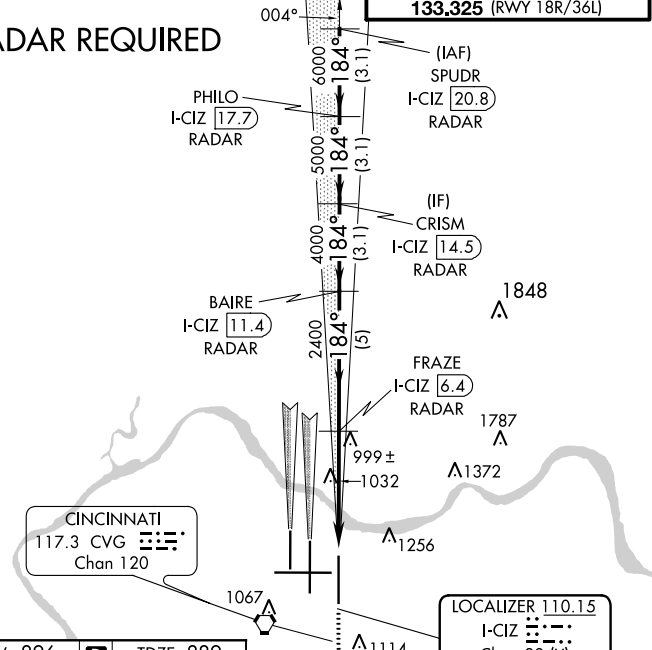 133.325 (RWY 18R/36L)
004°
RADAR REQUIRED
6000
184°
(3.1)
(IAF)
SPUDR
I-CIZ 20.8
RADAR
PHILO
I-CIZ 17.7
RADAR
5000
184°
(3.1)
(IF)
CRISM
I-CIZ 14.5
RADAR
4000
184°
(3.1)
BAIRE
I-CIZ 11.4
RADAR
1848
2400
184°
(5)
FRAZE
I-CIZ 6.4
RADAR
1787
999±
1372
1032
1256
CINCINNATI
117.3 CVG
Chan 120
1067
LOCALIZER 110.15
I-CIZ
1114